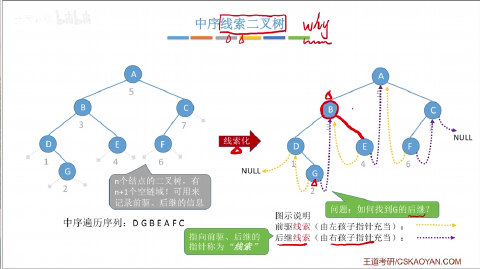 中序线索二叉树
why
A
5
B
3
C
7
D
1
E
4
F
6
G
2
线索化
A
B
C
D
1
E
4
F
6
G
2
NULL
NULL
n个结点的二叉树，有
n+1个空链域！可用来
记录前驱、后继的信息
中序遍历序列：D G B E A F C
指向前驱、后继的
指针称为“线索”
问题：如何找到G的后继？
图示说明
前驱线索（由左孩子指针充当）：
后继线索（由右孩子指针充当）：
王道考研/CSKAOYAN.COM